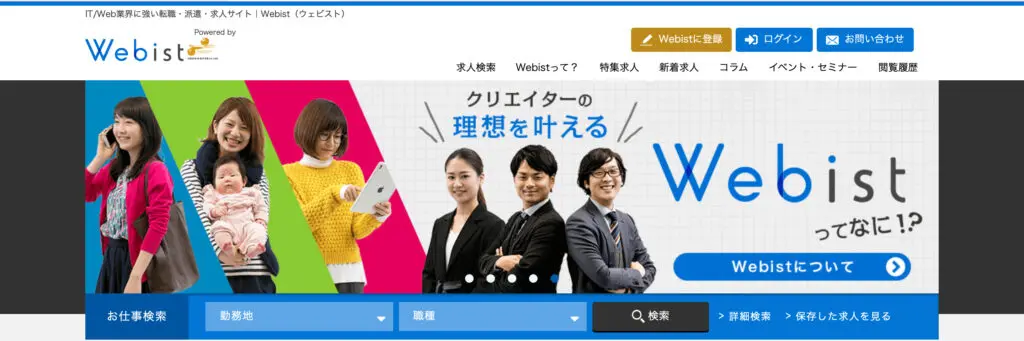 IT/Web業界に強い転職・派遣・求人サイト｜Webist（ウェビスト）
Powered by
Webist
Webistに登録
ログイン
お問い合わせ
求人検索
Webistって？
特集求人
新着求人
コラム
イベント・セミナー
閲覧履歴
クリエイターの
理想を叶える
Webist
ってなに!?
Webistについて
お仕事検索
勤務地
職種
検索
> 詳細検索
> 保存した求人を見る